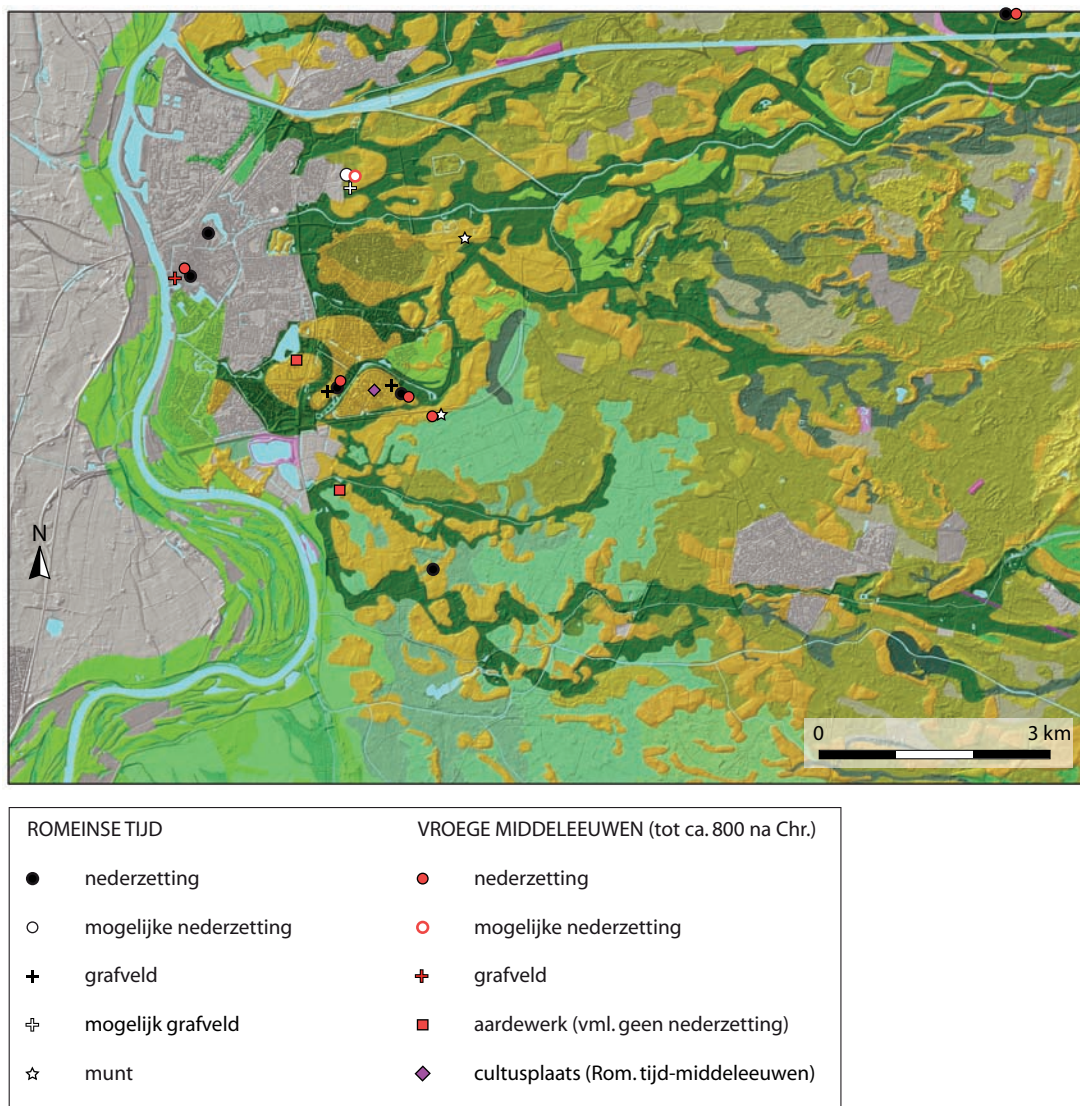 N
0 3 km
ROMEINSE TIJD
nederzetting
mogelijke nederzetting
grafveld
mogelijk grafveld
munt
VROEGE MIDDELEEUWEN (tot ca. 800 na Chr.)
nederzetting
mogelijke nederzetting
grafveld
aardewerk (vml. geen nederzetting)
cultusplaats (Rom. tijd-middeleeuwen)